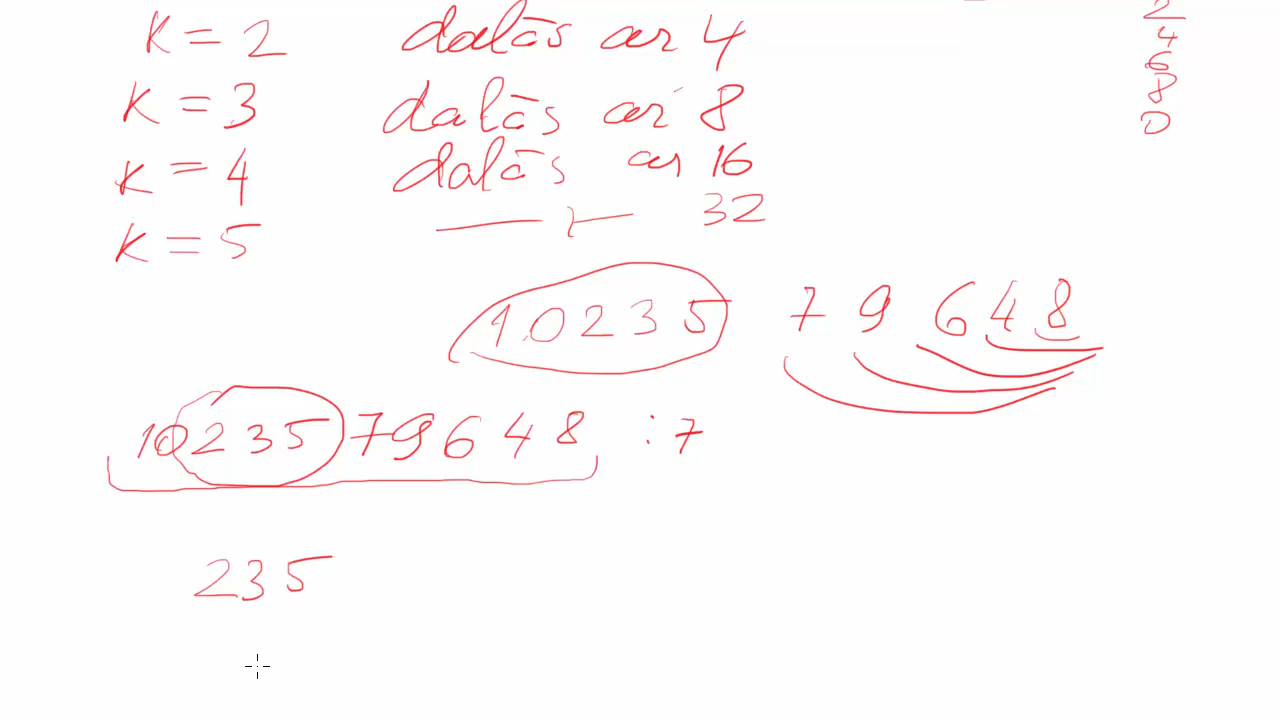 K = 2 dalās ar 4
K = 3 dalās ar 8
K = 4 dalās ar 16
K = 5 32
2
4
6
8
0
10235 79648
1023579648 : 7
235